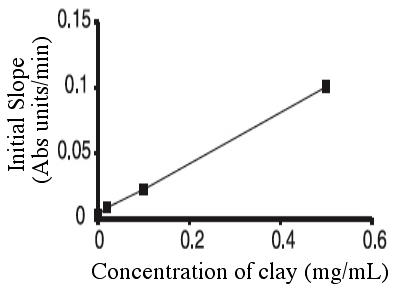 0.15
0.1
0.05
0
Initial Slope
(Abs units/min)
0
0.2
0.4
0.6
Concentration of clay (mg/mL)